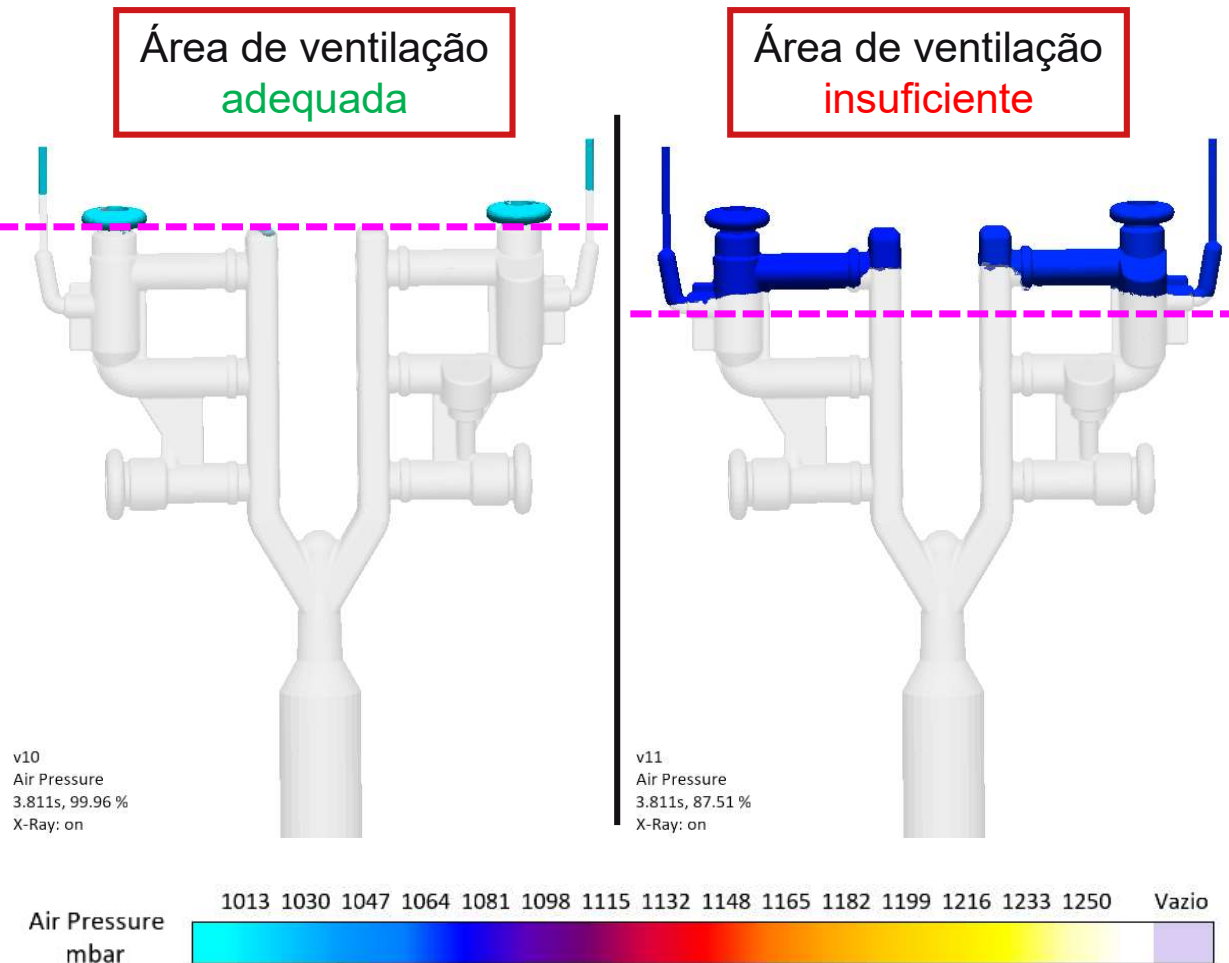 Área de ventilação
adequada
Área de ventilação
insuficiente
v10
Air Pressure
3.811s, 99.96 %
X-Ray: on
v11
Air Pressure
3.811s, 87.51 %
X-Ray: on
1013 1030 1047 1064 1081 1098 1115 1132 1148 1165 1182 1199 1216 1233 1250 Vazio
Air Pressure
mbar